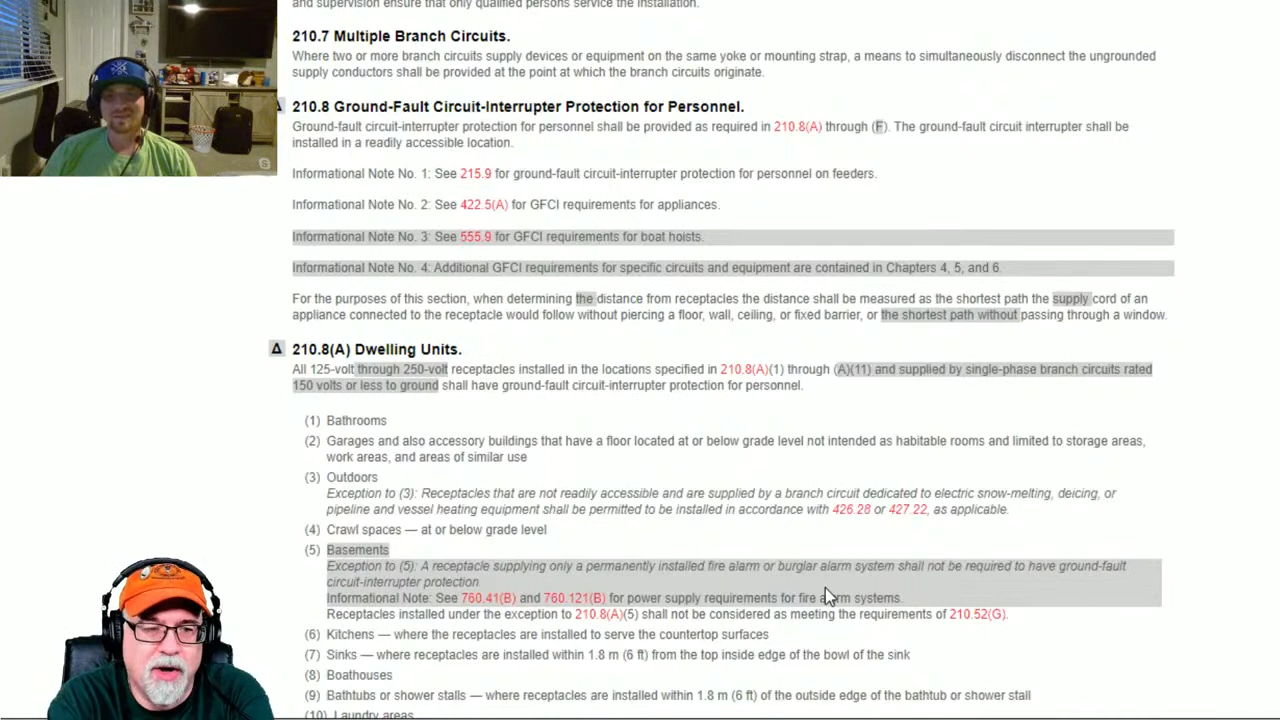 and supervision ensure that only qualified persons service the installation.
210.7 Multiple Branch Circuits.
Where two or more branch circuits supply devices or equipment on the same yoke or mounting strap, a means to simultaneously disconnect the ungrounded
supply conductors shall be provided at the point at which the branch circuits originate.
210.8 Ground-Fault Circuit-Interrupter Protection for Personnel.
Ground-fault circuit-interrupter protection for personnel shall be provided as required in 210.8(A) through (F). The ground-fault circuit interrupter shall be
installed in a readily accessible location.
Informational Note No. 1: See 215.9 for ground-fault circuit-interrupter protection for personnel on feeders.
Informational Note No. 2: See 422.5(A) for GFCI requirements for appliances.
Informational Note No. 3: See 555.9 for GFCI requirements for boat hoists.
Informational Note No. 4: Additional GFCI requirements for specific circuits and equipment are contained in Chapters 4, 5, and 6.
For the purposes of this section, when determining the distance from receptacles the distance shall be measured as the shortest path the supply cord of an
appliance connected to the receptacle would follow without piercing a floor, wall, ceiling, or fixed barrier, or the shortest path without passing through a window.
Δ 210.8(A) Dwelling Units.
All 125-volt through 250-volt receptacles installed in the locations specified in 210.8(A)(1) through (A)(11) and supplied by single-phase branch circuits rated
150 volts or less to ground shall have ground-fault circuit-interrupter protection for personnel.
(1) Bathrooms
(2) Garages and also accessory buildings that have a floor located at or below grade level not intended as habitable rooms and limited to storage areas,
work areas, and areas of similar use
(3) Outdoors
Exception to (3): Receptacles that are not readily accessible and are supplied by a branch circuit dedicated to electric snow-melting, deicing, or
pipeline and vessel heating equipment shall be permitted to be installed in accordance with 426.28 or 427.22, as applicable.
(4) Crawl spaces — at or below grade level
(5) Basements
Exception to (5): A receptacle supplying only a permanently installed fire alarm or burglar alarm system shall not be required to have ground-fault
circuit-interrupter protection
Informational Note: See 760.41(B) and 760.121(B) for power supply requirements for fire alarm systems.
Receptacles installed under the exception to 210.8(A)(5) shall not be considered as meeting the requirements of 210.52(G).
(6) Kitchens — where the receptacles are installed to serve the countertop surfaces
(7) Sinks — where receptacles are installed within 1.8 m (6 ft) from the top inside edge of the bowl of the sink
(8) Boathouses
(9) Bathtubs or shower stalls — where receptacles are installed within 1.8 m (6 ft) of the outside edge of the bathtub or shower stall
(10) Laundry areas